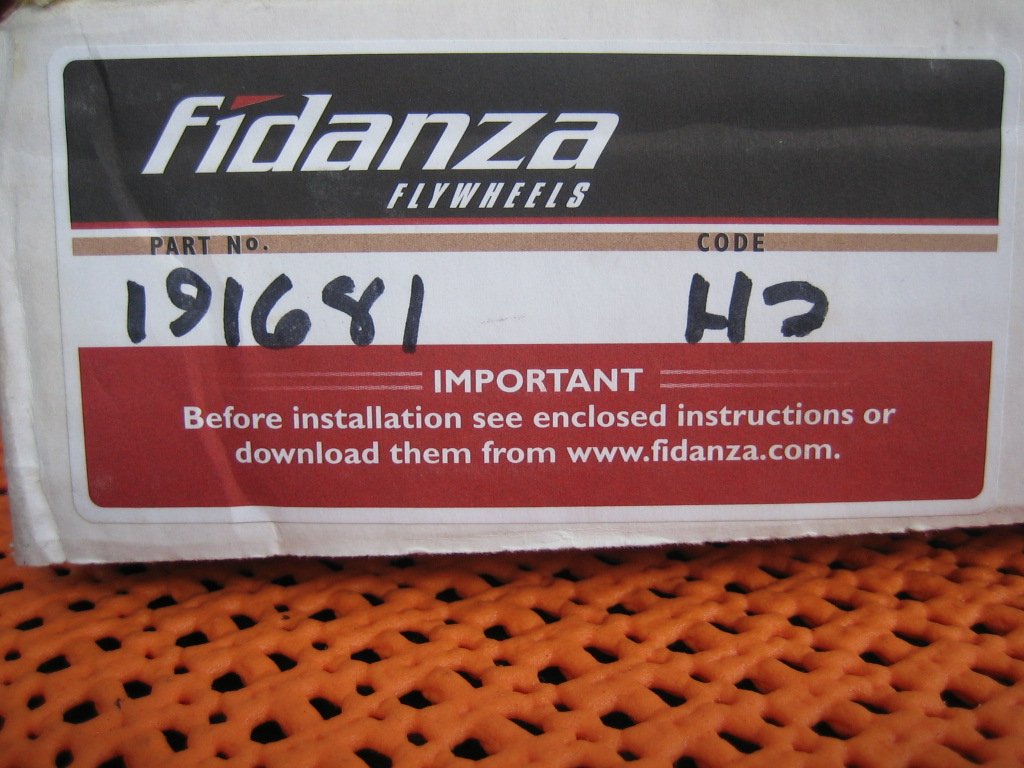 fidanza
FLYWHEELS
PART No. CODE
191681 H2
IMPORTANT
Before installation see enclosed instructions or
download them from www.fidanza.com.